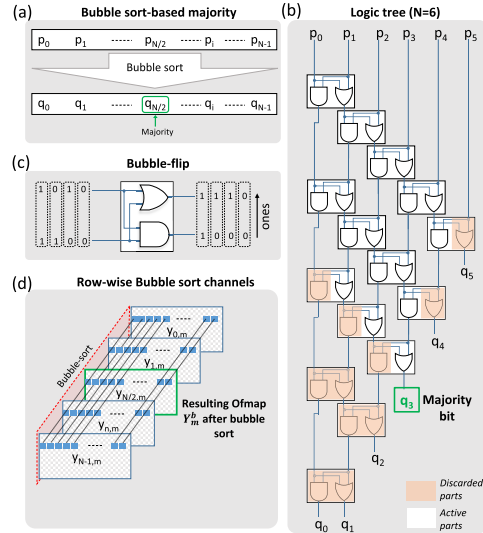 (a) Bubble sort-based majority
p0 p1 ------ pN/2 ------ pi ------ pN-1
Bubble sort
q0 q1 ------ qN/2 ------ qi ------ qN-1
Majority
(b) Logic tree (N=6)
p0 p1 p2 p3 p4 p5
q5
q4
q3 Majority
bit
q2
q0 q1
Discarded
parts
Active
parts
(c) Bubble-flip
1 0 1 0
1 1 0 0
1 1 1 0
1 0 0 0
ones
(d) Row-wise Bubble sort channels
Bubble-sort
y0,m
y1,m
yN/2,m
yn,m
yN-1,m
Resulting Ofmap
Y_m^b after bubble
sort